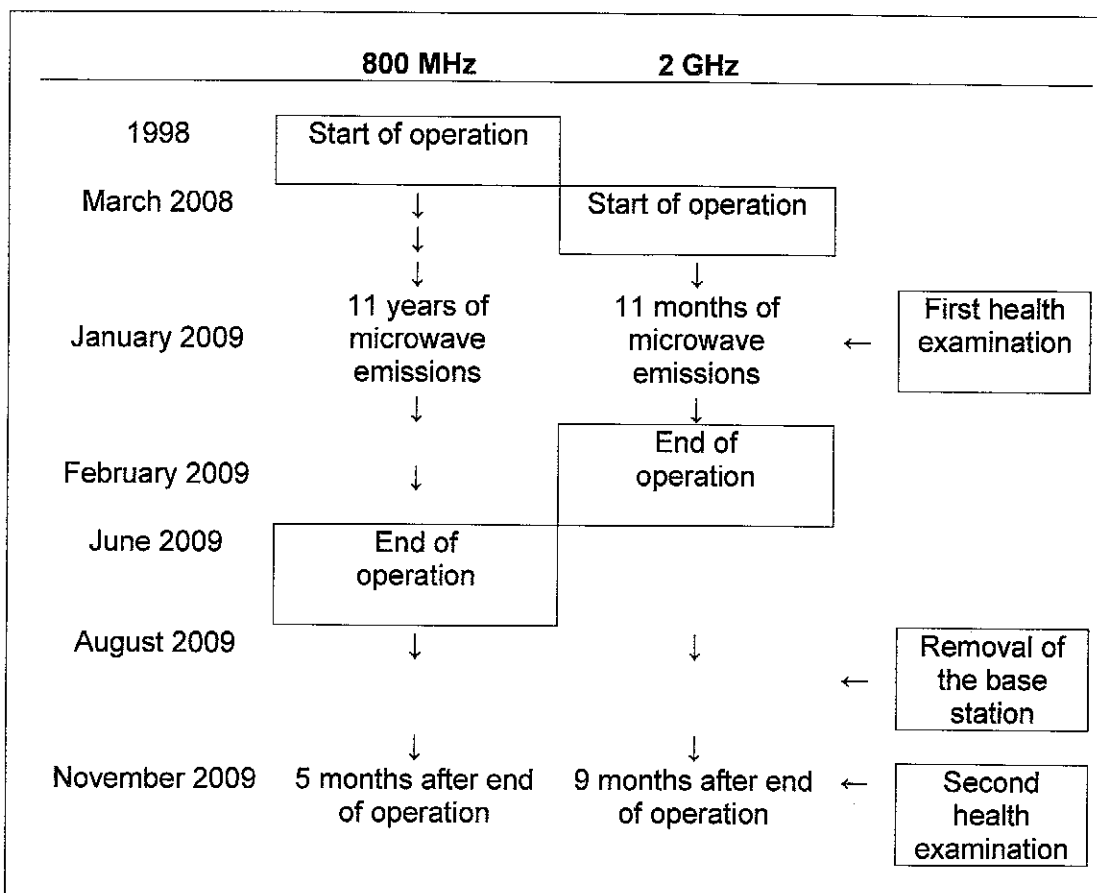 800 MHz 2 GHz
1998 Start of operation
March 2008 Start of operation
January 2009
11 years of
microwave
emissions
11 months of
microwave
emissions
First health
examination
February 2009
End of
operation
June 2009
End of
operation
August 2009
Removal of
the base
station
November 2009
5 months after end
of operation
9 months after end
of operation
Second
health
examination